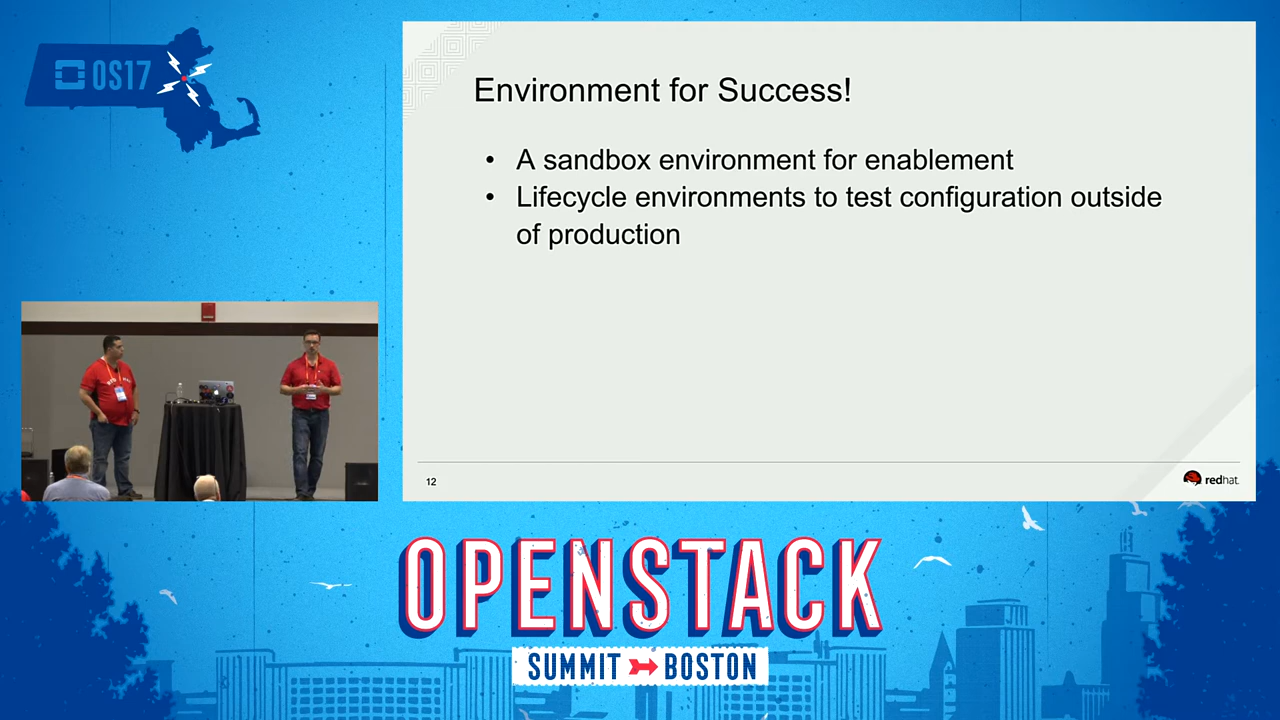 OS17
Environment for Success!
• A sandbox environment for enablement
• Lifecycle environments to test configuration outside
of production
12
redhat.
OPENSTACK
SUMMIT BOSTON